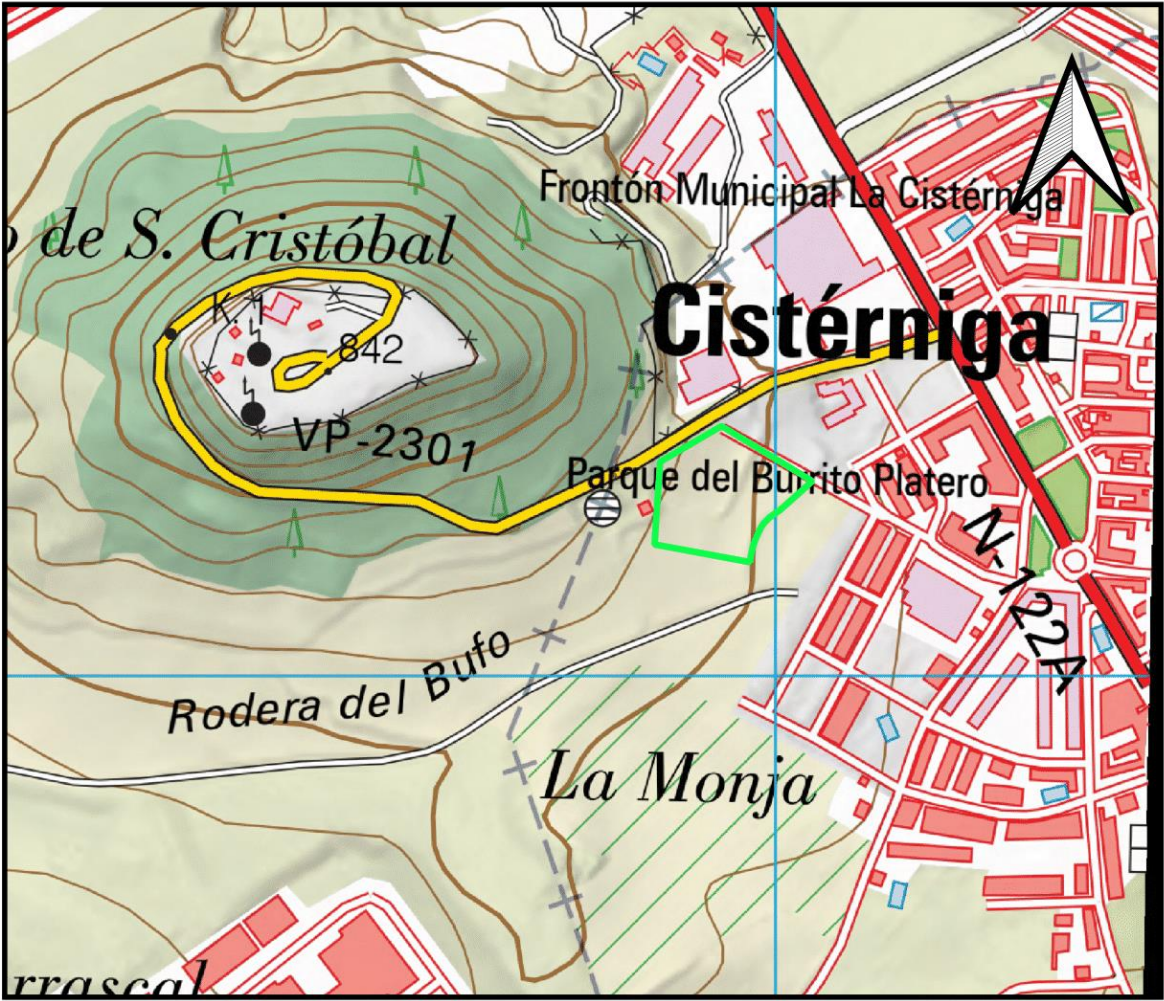 Frontón Municipal La Cistérniga
o de S. Cristóbal
K. 1
Cistérniga
842
VP-2301
Parque del Burrito Platero
N-122A
Rodera del Bufo
La Monja
rrascal